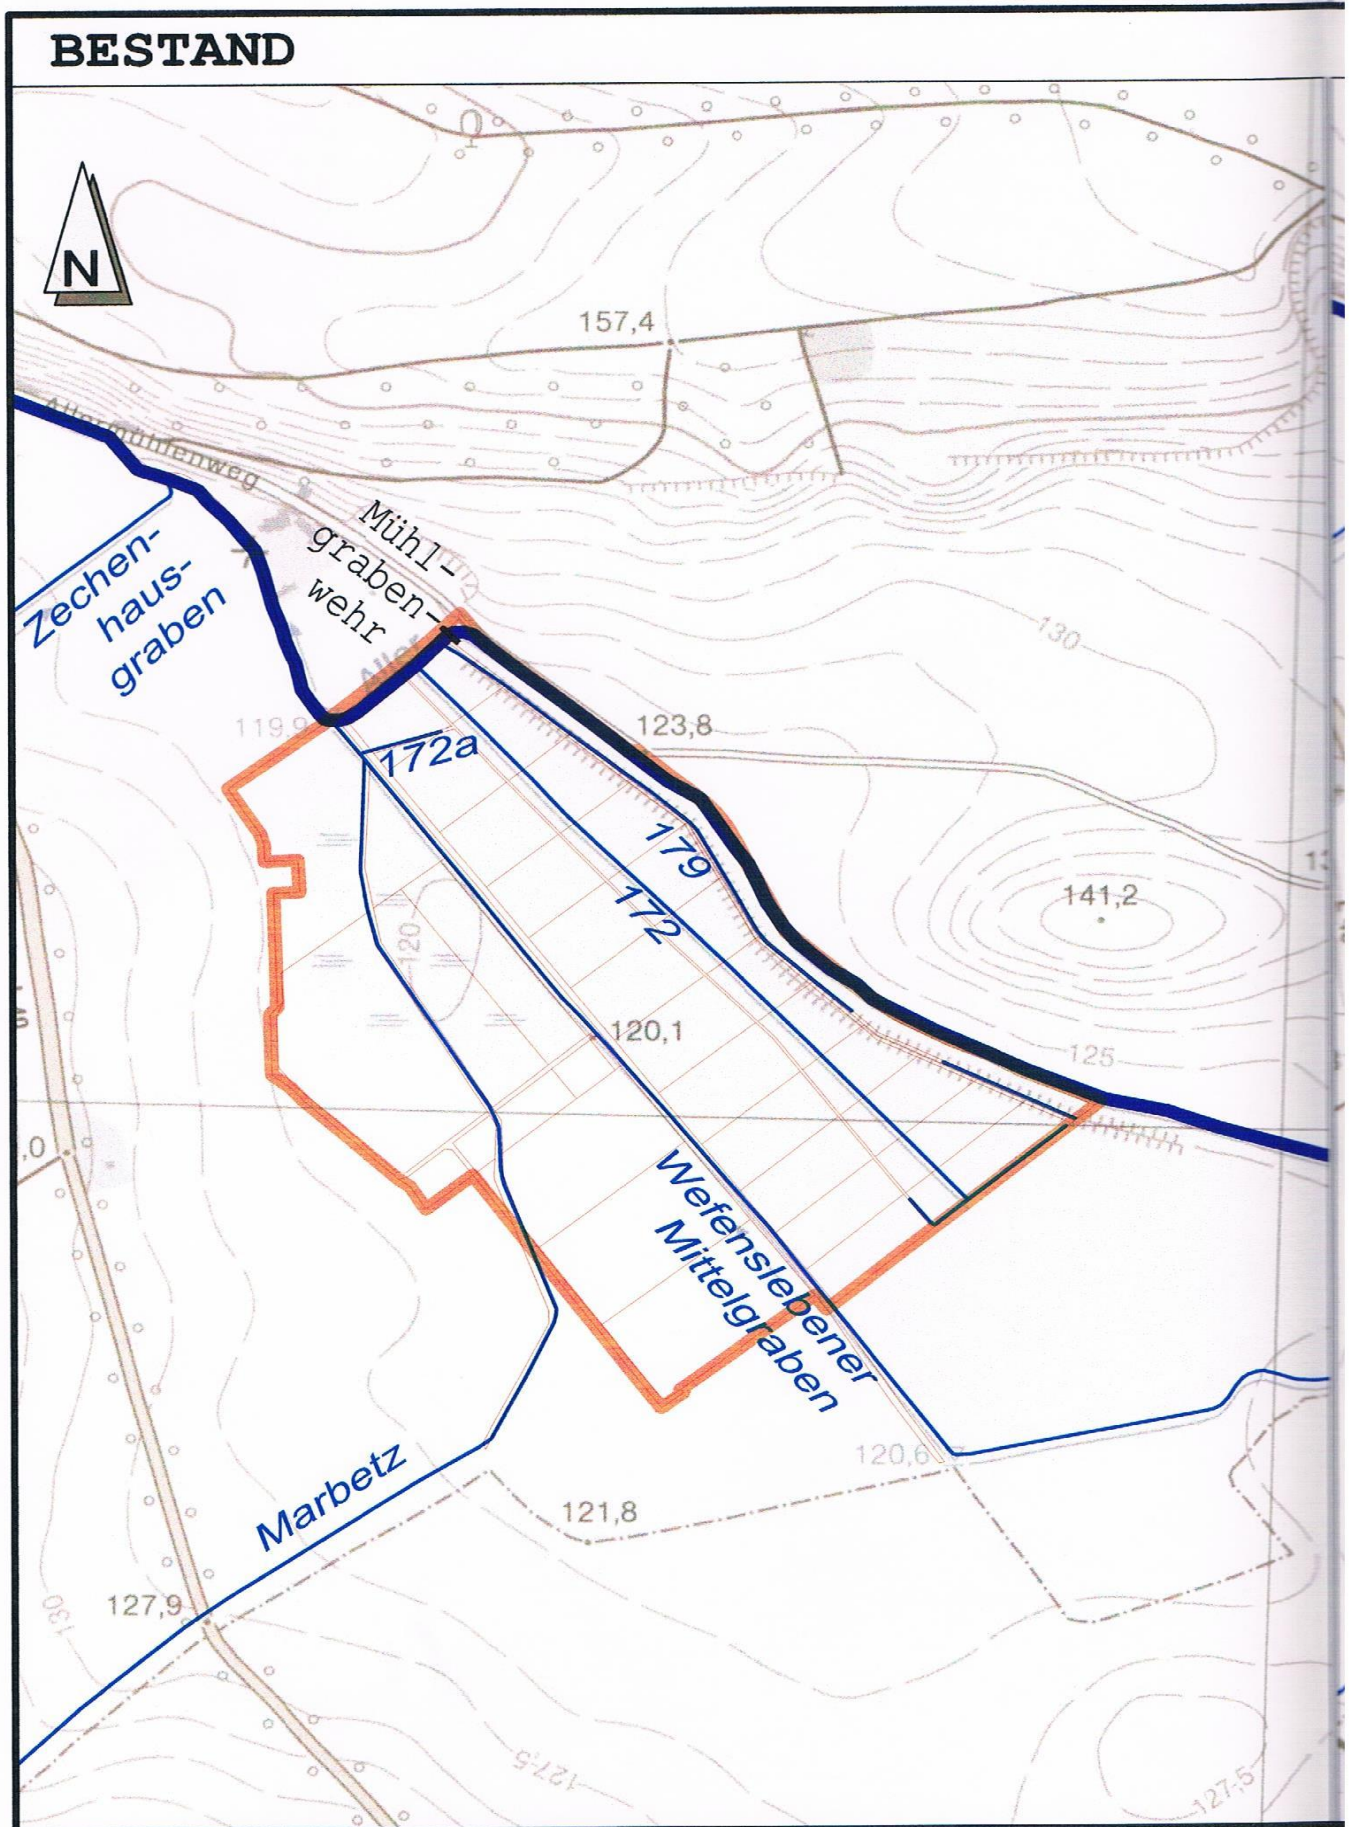 BESTAND
N
157,4
Allermühlenweg
Mühl-
graben-
wehr
Zechen-
haus-
graben
Aller
130
119,9
123,8
172a
179
172
141,2
120
120,1
125
,0
Wefenslebener
Mittelgraben
120,6
Marbetz
121,8
127,9
130
127,5
127,5